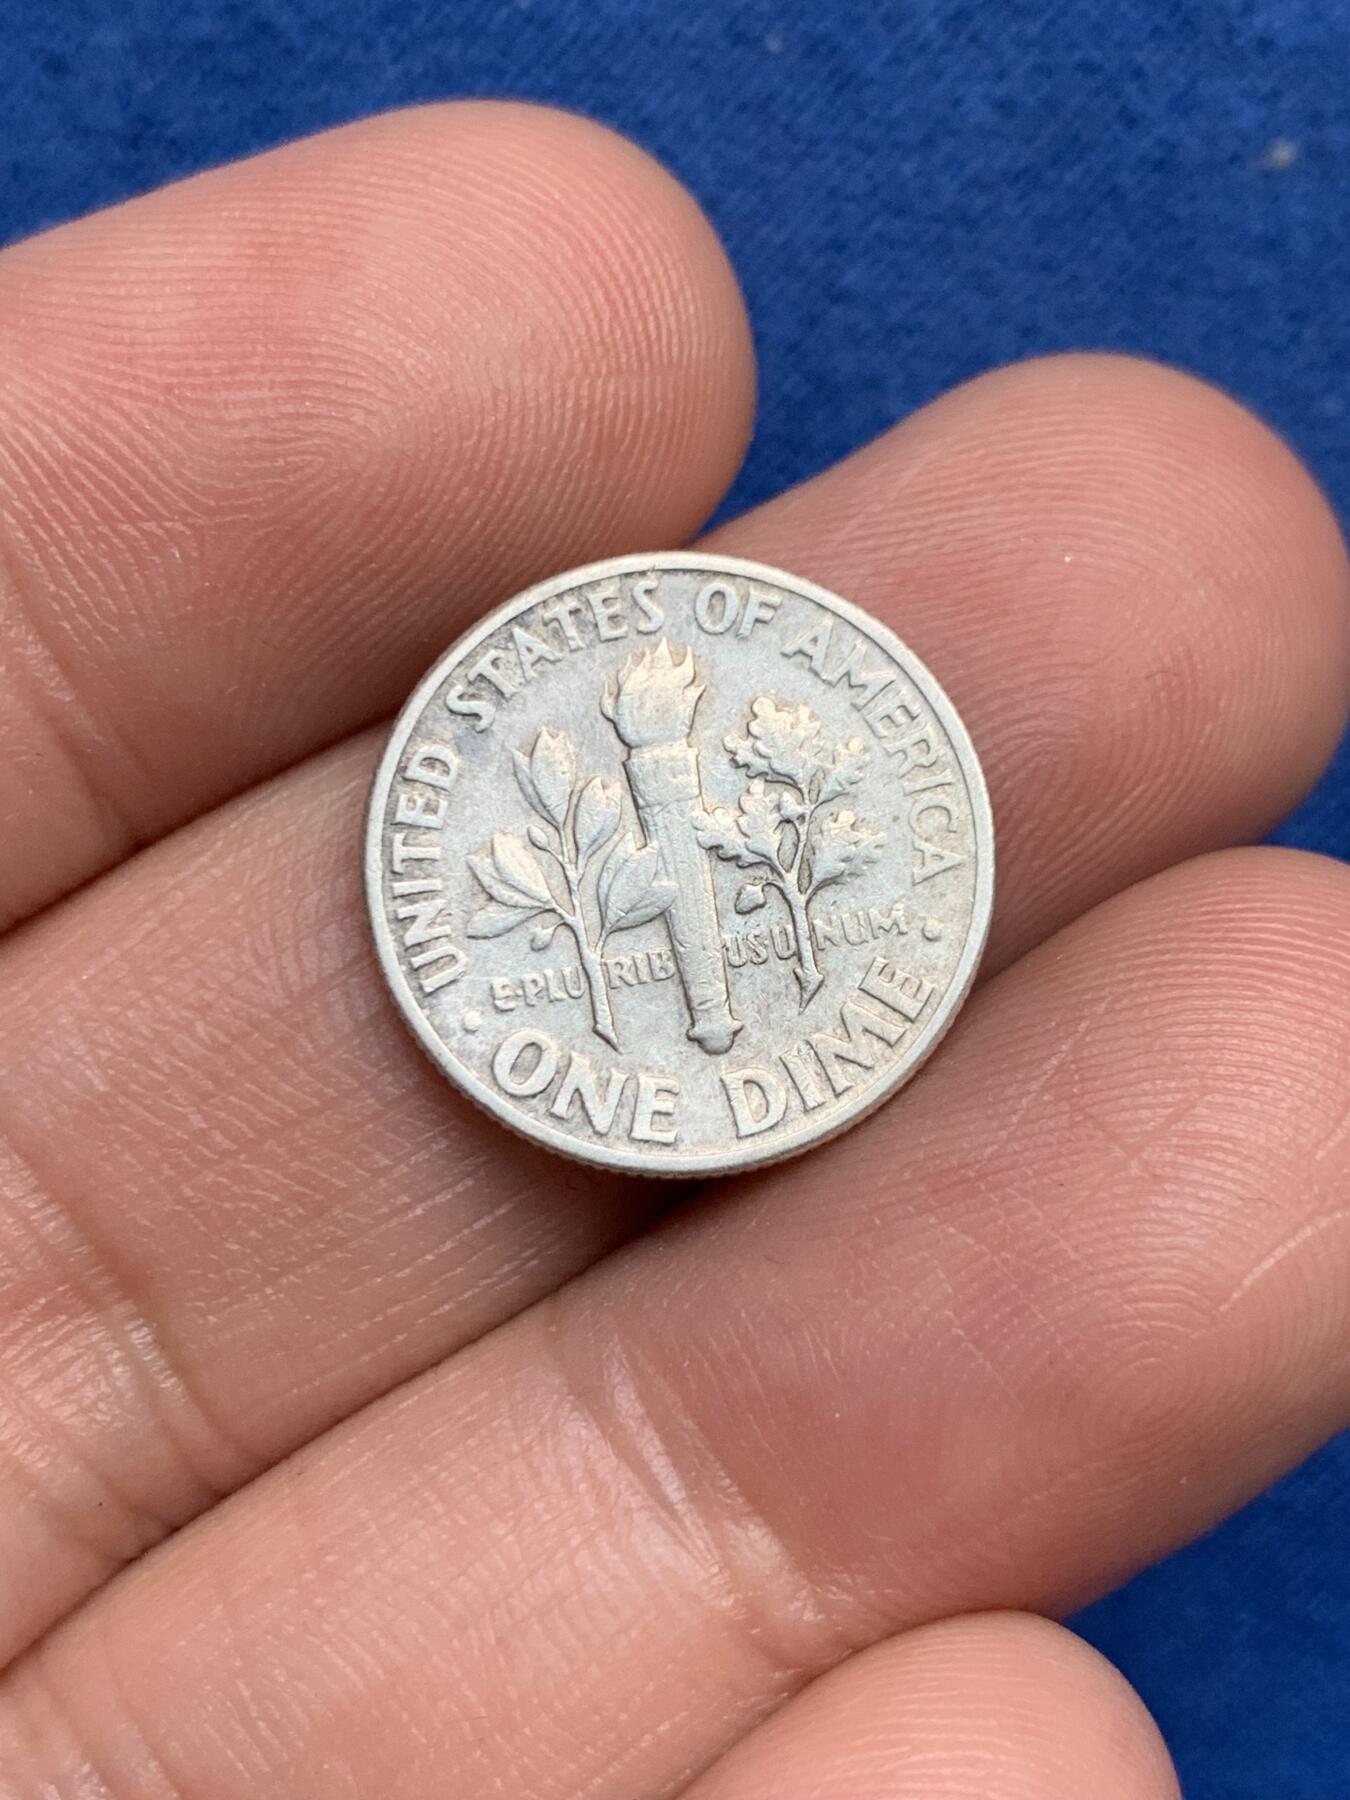 UNITED STATES OF AMERICA
E PLURIBUS UNUM
· ONE DIME ·